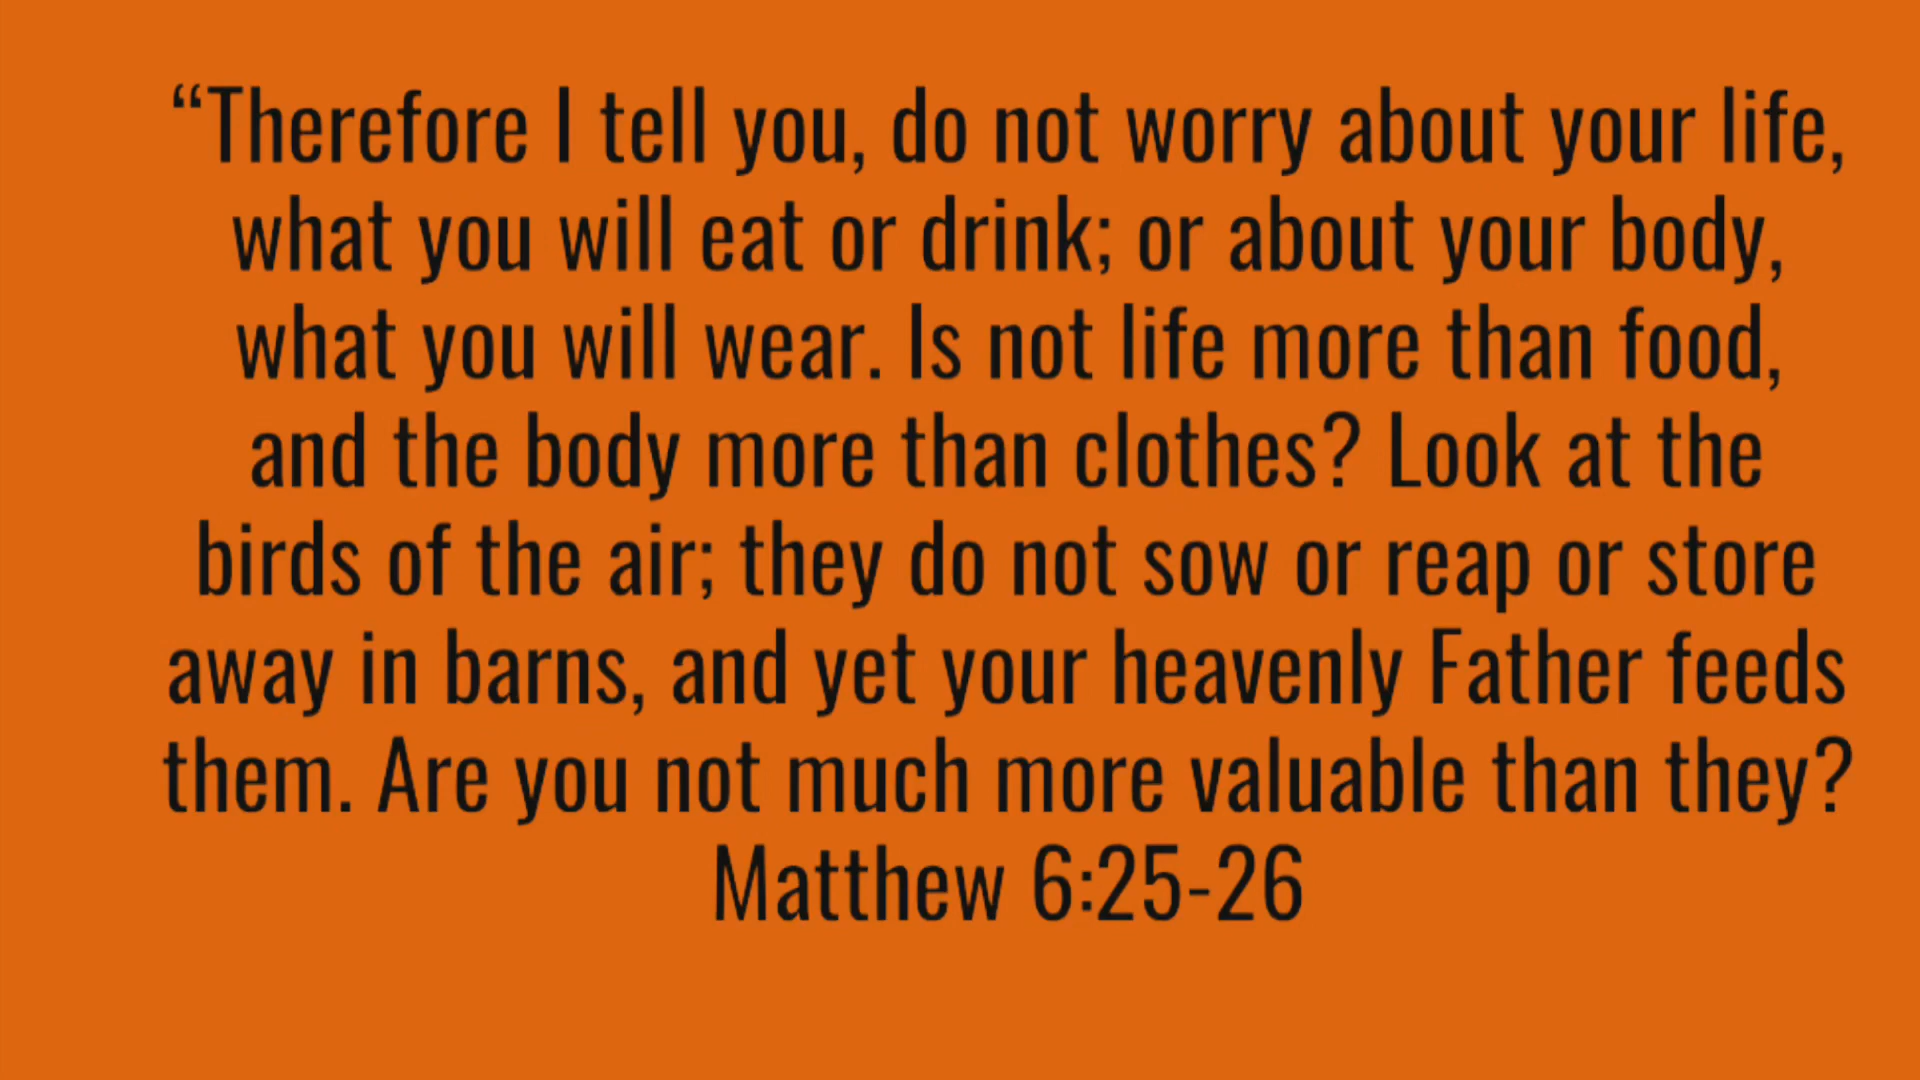 “Therefore I tell you, do not worry about your life,
what you will eat or drink; or about your body,
what you will wear. Is not life more than food,
and the body more than clothes? Look at the
birds of the air; they do not sow or reap or store
away in barns, and yet your heavenly Father feeds
them. Are you not much more valuable than they?
Matthew 6:25-26